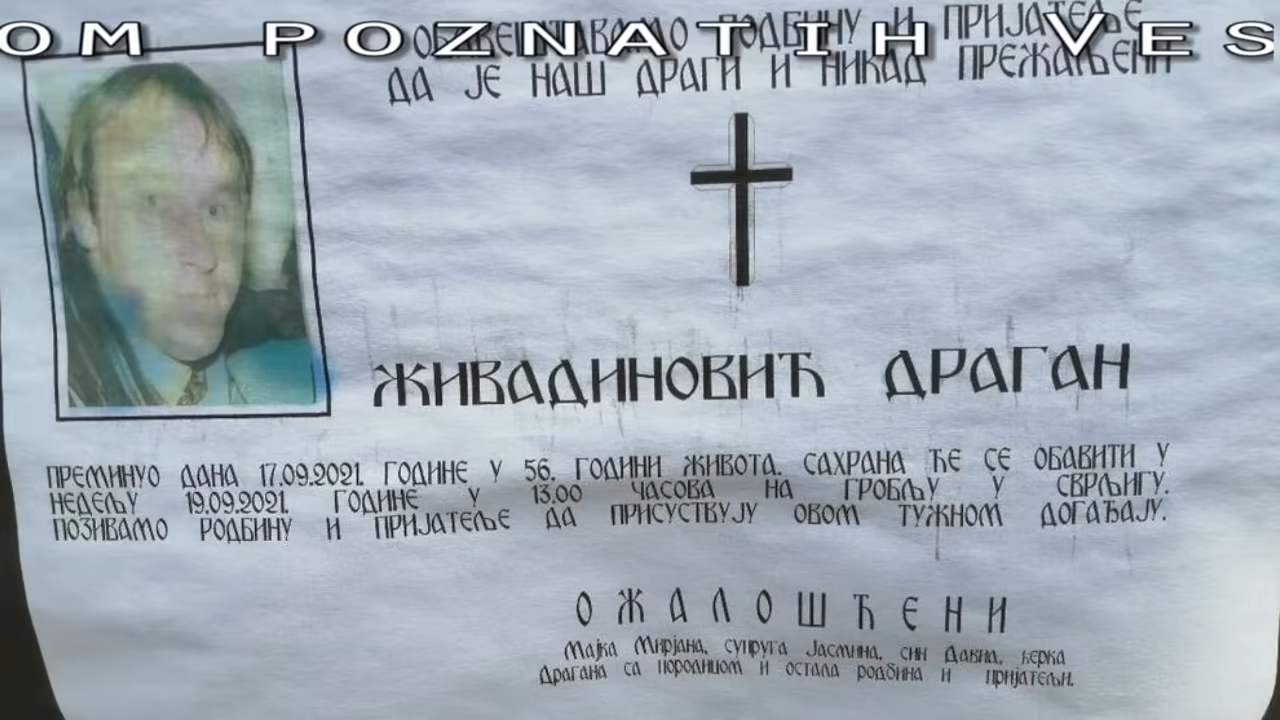 OM POZNATIH VES
ОБАВЕШТАВАМО РОДБИНУ И ПРИЈАТЕЉЕ
ДА ЈЕ НАШ ДРАГИ И НИКАД ПРЕЖАЉЕНИ
ЖИВАДИНОВИЋ ДРАГАН
ПРЕМИНУО ДАНА 17.09.2021. ГОДИНЕ У 56. ГОДИНИ ЖИВОТА. САХРАНА ЋЕ СЕ ОБАВИТИ У
НЕДЕЉУ 19.09.2021. ГОДИНЕ У 13.00 ЧАСОВА НА ГРОБЉУ У СВРЉИГУ.
ПОЗИВАМО РОДБИНУ И ПРИЈАТЕЉЕ ДА ПРИСУСТВУЈУ ОВОМ ТУЖНОМ ДОГАЂАЈУ.
ОЖАЛОШЋЕНИ
Мајка Мирјана, супруга Јасмина, син ћерка
Драгана са породицом и остала родбина и пријатељи.